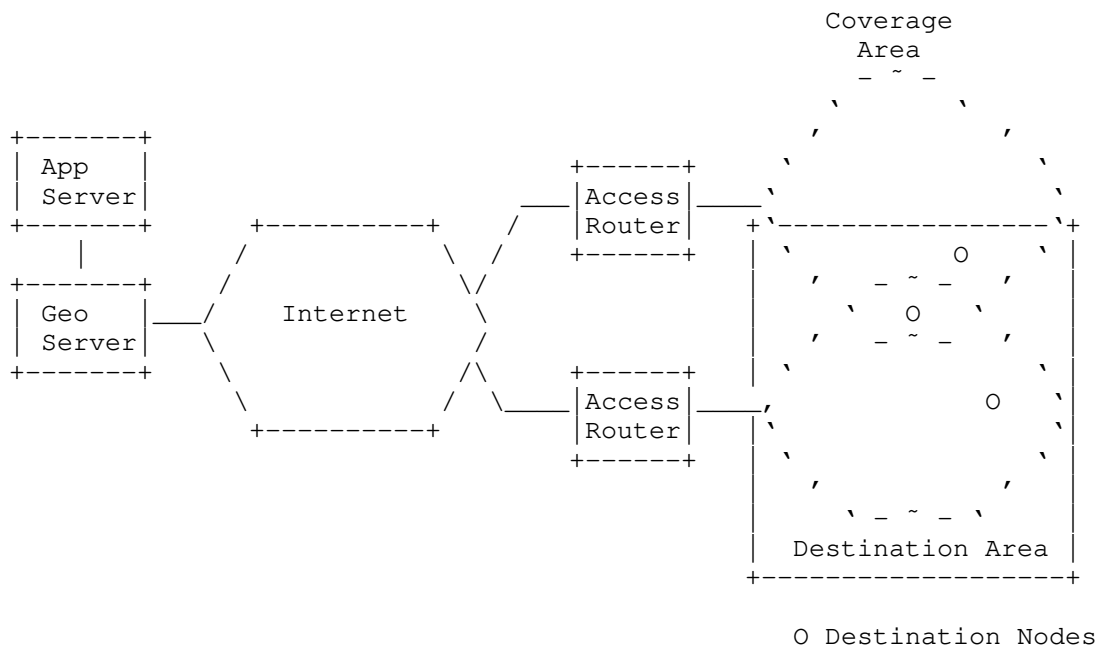 Coverage
Area
App
Server
Access
Router
Geo
Server
Internet
O
O
Access
Router
O
Destination Area
O Destination Nodes